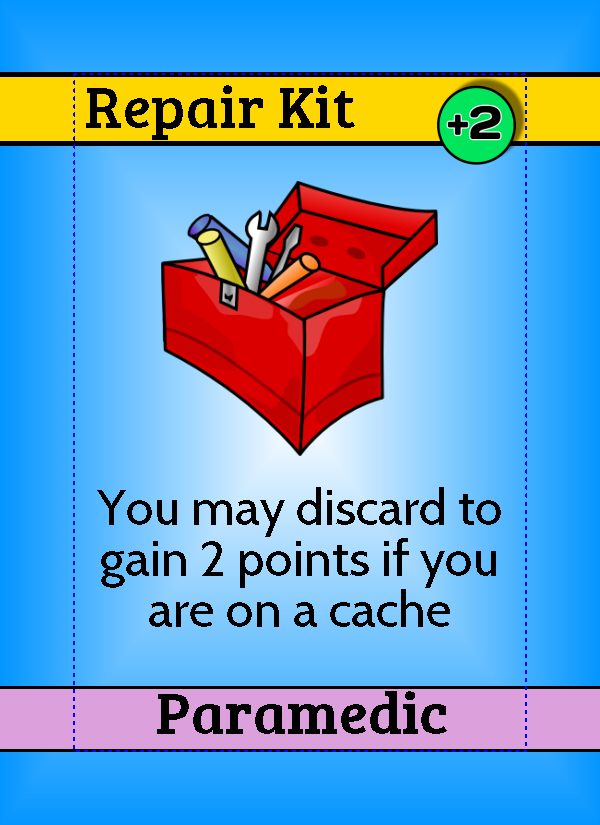 Repair Kit
+2
You may discard to
gain 2 points if you
are on a cache
Paramedic